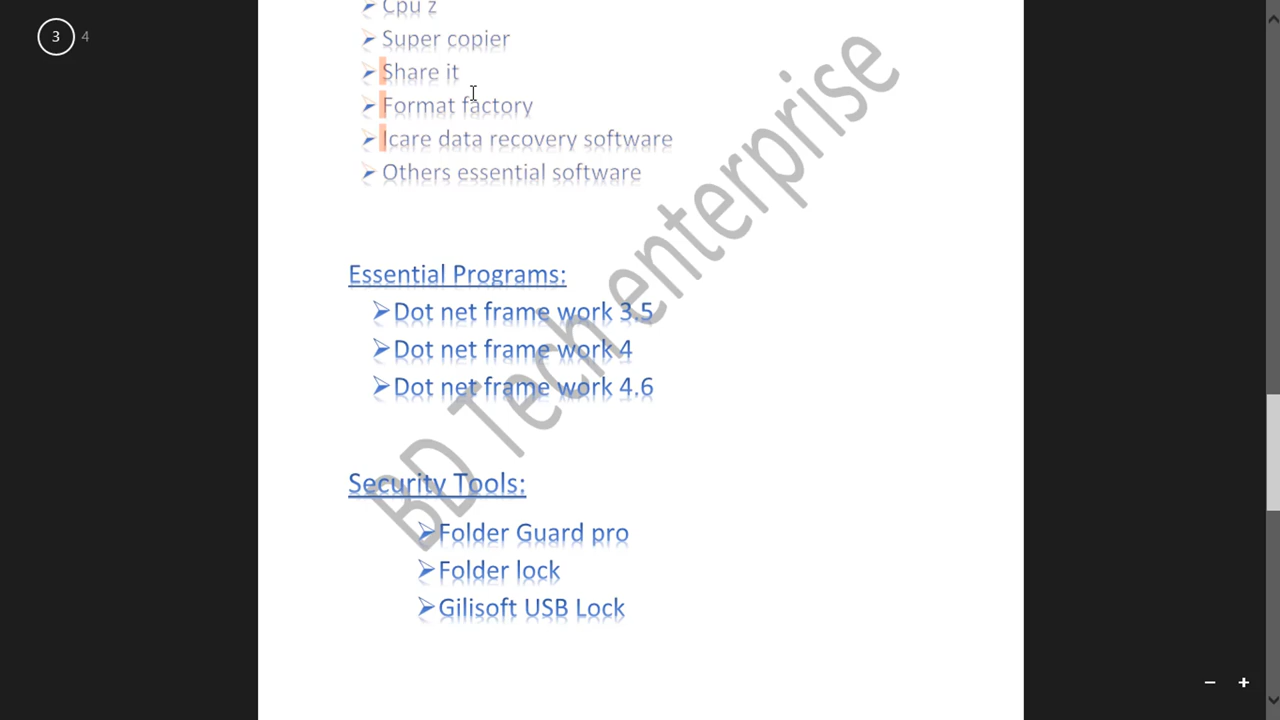 3 4
Cpu z
Super copier
Share it
Format factory
Icare data recovery software
Others essential software
Essential Programs:
Dot net frame work 3.5
Dot net frame work 4
Dot net frame work 4.6
Security Tools:
Folder Guard pro
Folder lock
Gilisoft USB Lock
BD Tech enterprise